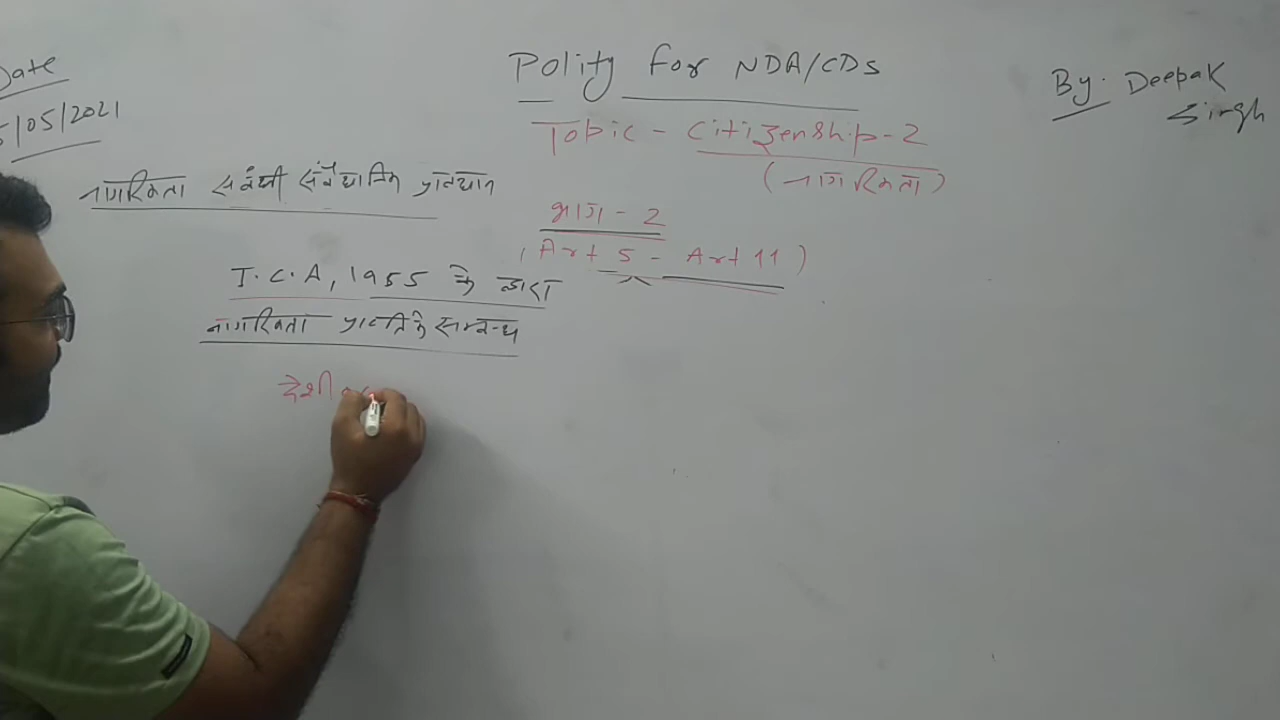 Date
5/05/2021
Polity for NDA/CDs
By. Deepak
Singh
Topic - Citizenship-2
(नागरिकता)
नागरिकता संबंधी संवैधानिक प्रावधान
भाग - 2
(Art 5 - Art 11)
I.C.A, 1955 के द्वारा
नागरिकता प्राप्ति के सम्बन्ध
देशी